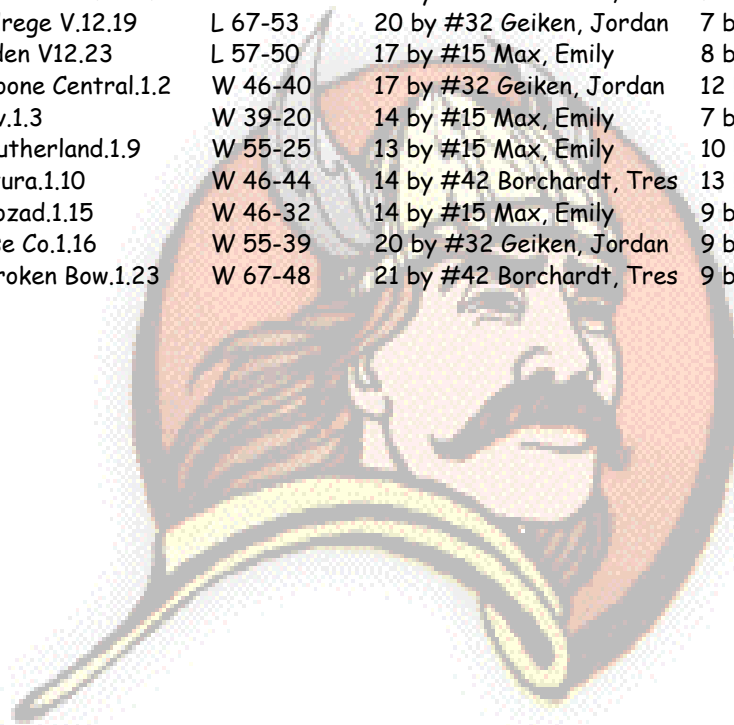 rege V.12.19 L 67-53 20 by #32 Geiken, Jordan 7 b
den V12.23 L 57-50 17 by #15 Max, Emily 8 b
bone Central.1.2 W 46-40 17 by #32 Geiken, Jordan 12
v.1.3 W 39-20 14 by #15 Max, Emily 7 b
utherland.1.9 W 55-25 13 by #15 Max, Emily 10
ura.1.10 W 46-44 14 by #42 Borchardt, Tres 13
ozad.1.15 W 46-32 14 by #15 Max, Emily 9 b
se Co.1.16 W 55-39 20 by #32 Geiken, Jordan 9 b
roken Bow.1.23 W 67-48 21 by #42 Borchardt, Tres 9 b